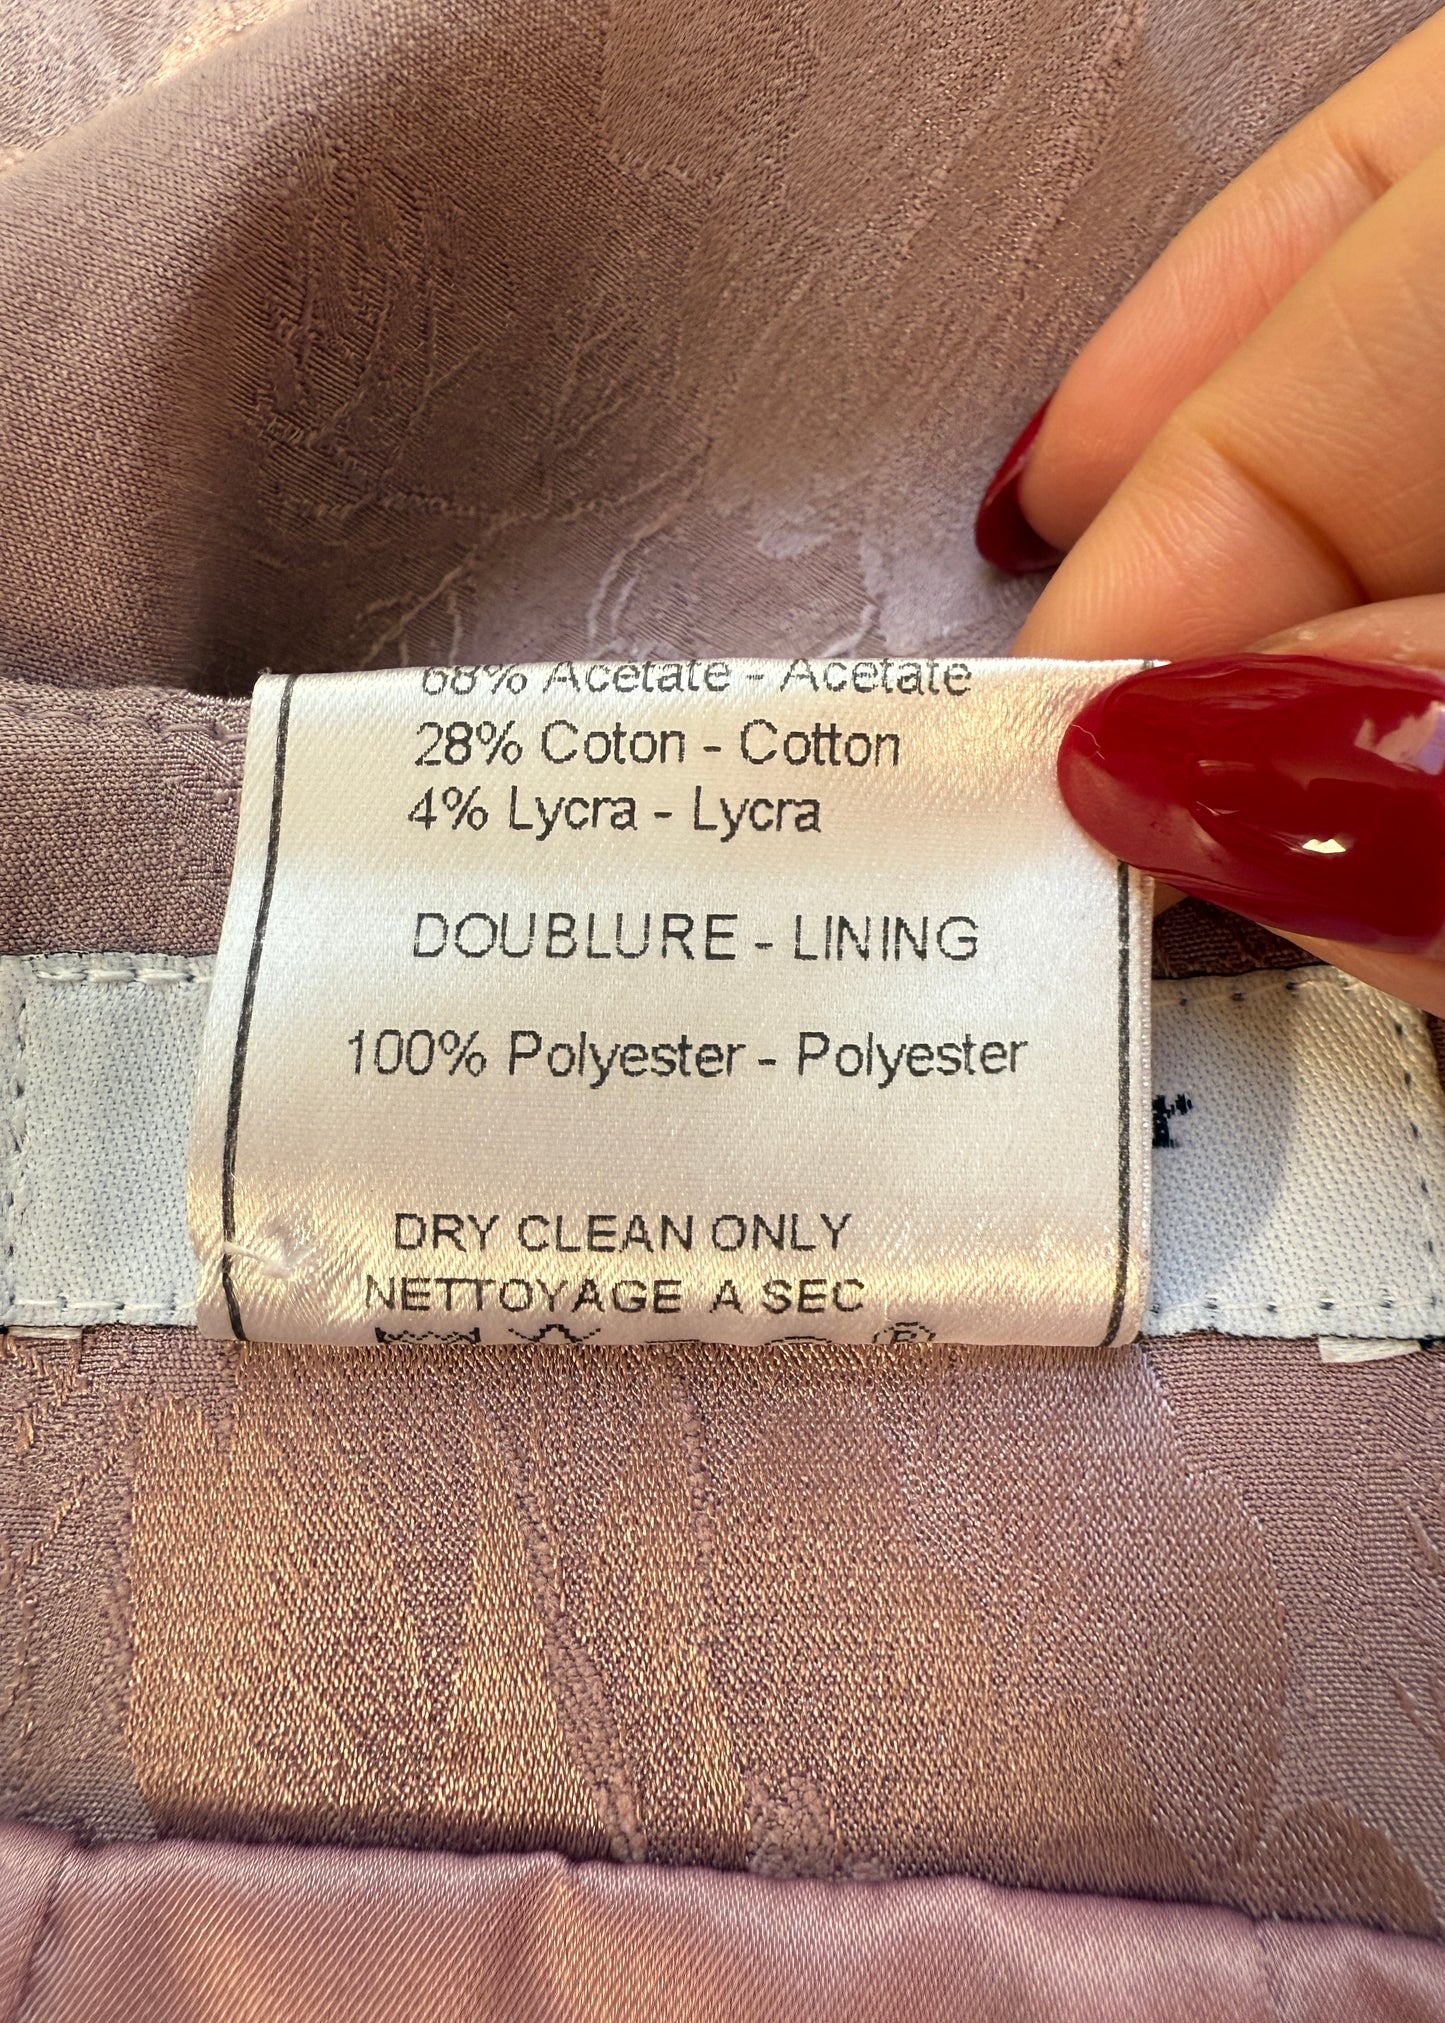 68% Acetate - Acetate
28% Coton - Cotton
4% Lycra - Lycra
DOUBLURE - LINING
100% Polyester - Polyester
DRY CLEAN ONLY
NETTOYAGE A SEC
P